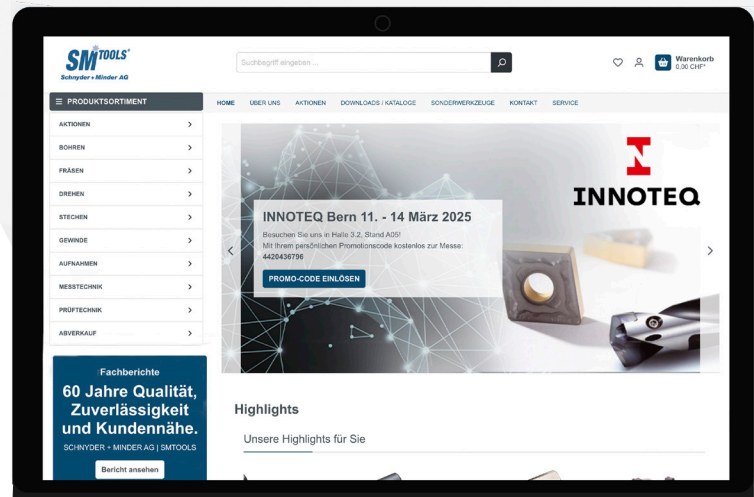 SMTOOLS®
Schnyder+Minder AG
Suchbegriff eingeben ...
Warenkorb
0,00 CHF*
PRODUKTSORTIMENT
HOME ÜBER UNS AKTIONEN DOWNLOADS / KATALOGE SONDERWERKZEUGE KONTAKT SERVICE
AKTIONEN
BOHREN
FRÄSEN
DREHEN
STECHEN
GEWINDE
AUFNAHMEN
MESSTECHNIK
PRÜFTECHNIK
ABVERKAUF
INNOTEQ
INNOTEQ Bern 11. - 14 März 2025
Besuchen Sie uns in Halle 3.2, Stand A05!
Mit Ihrem persönlichen Promotionscode kostenlos zur Messe:
4420436796
PROMO-CODE EINLÖSEN
Fachberichte
60 Jahre Qualität,
Zuverlässigkeit
und Kundennähe.
SCHNYDER + MINDER AG | SMTOOLS
Bericht ansehen
Highlights
Unsere Highlights für Sie